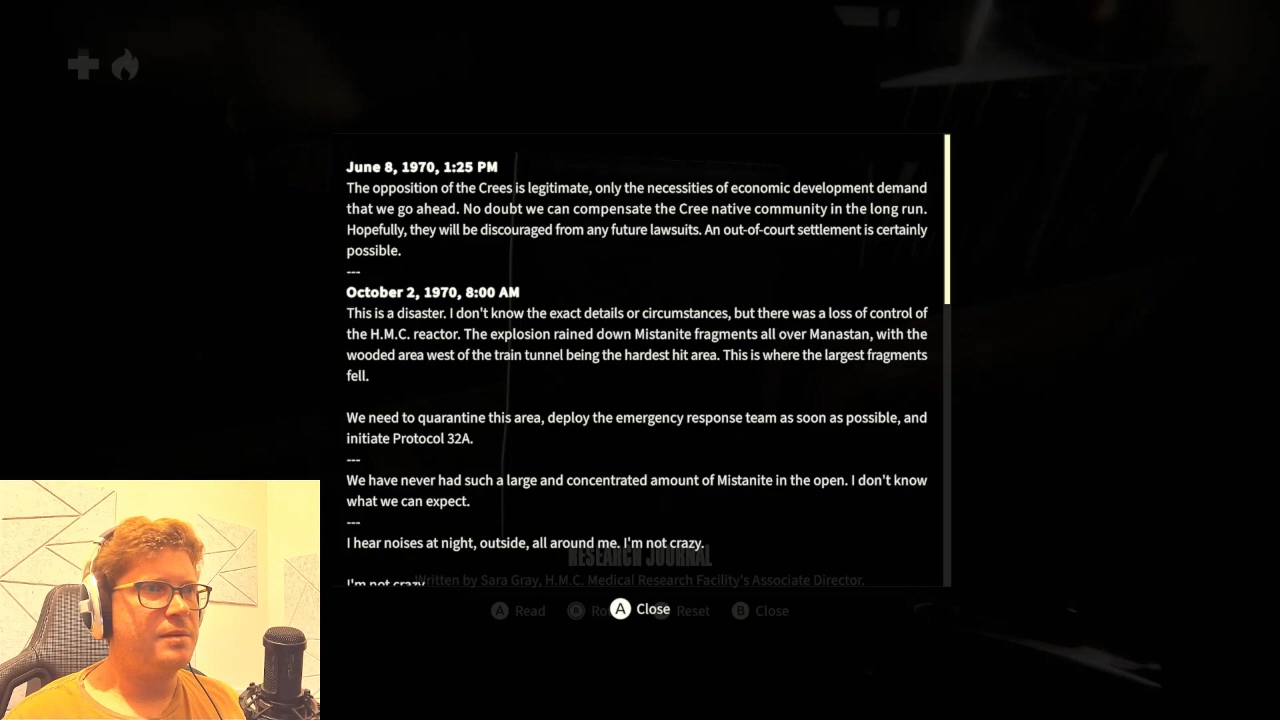 June 8, 1970, 1:25 PM
The opposition of the Crees is legitimate, only the necessities of economic development demand
that we go ahead. No doubt we can compensate the Cree native community in the long run.
Hopefully, they will be discouraged from any future lawsuits. An out-of-court settlement is certainly
possible.
---
October 2, 1970, 8:00 AM
This is a disaster. I don't know the exact details or circumstances, but there was a loss of control of
the H.M.C. reactor. The explosion rained down Mistanite fragments all over Manastan, with the
wooded area west of the train tunnel being the hardest hit area. This is where the largest fragments
fell.
We need to quarantine this area, deploy the emergency response team as soon as possible, and
initiate Protocol 32A.
---
We have never had such a large and concentrated amount of Mistanite in the open. I don't know
what we can expect.
---
I hear noises at night, outside, all around me. I'm not crazy.
RESEARCH JOURNAL
I'm not crazy.
Written by Sara Gray, H.M.C. Medical Research Facility's Associate Director.
A Read R A Close Reset B Close